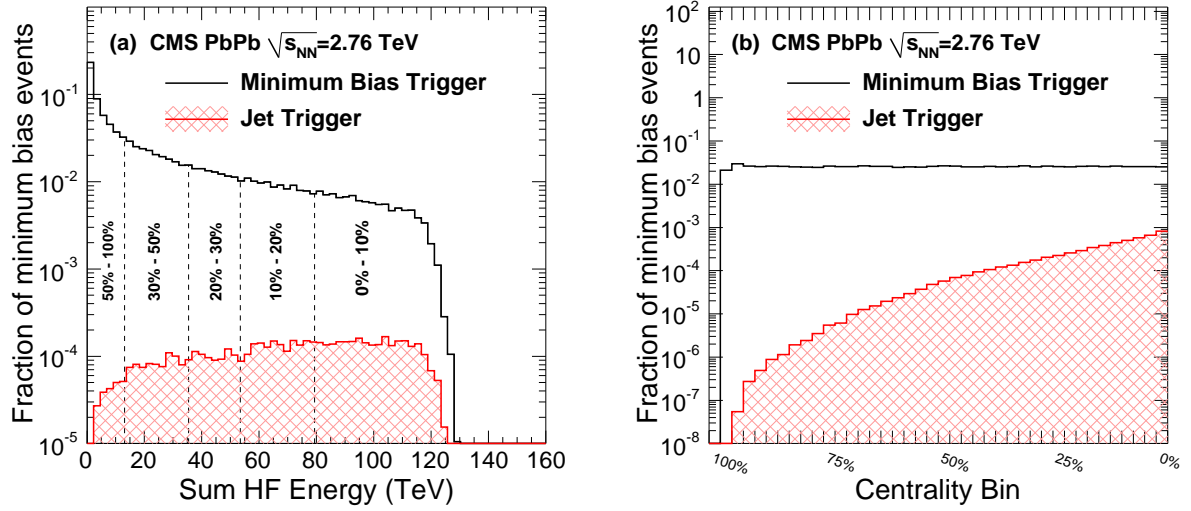 (a) CMS PbPb √s_NN=2.76 TeV
Minimum Bias Trigger
Jet Trigger
Fraction of minimum bias events
10^-1
10^-2
10^-3
10^-4
10^-5
50% - 100%
30% - 50%
20% - 30%
10% - 20%
0% - 10%
0 20 40 60 80 100 120 140 160
Sum HF Energy (TeV)
(b) CMS PbPb √s_NN=2.76 TeV
Minimum Bias Trigger
Jet Trigger
Fraction of minimum bias events
10^2
10
1
10^-1
10^-2
10^-3
10^-4
10^-5
10^-6
10^-7
10^-8
100% 75% 50% 25% 0%
Centrality Bin